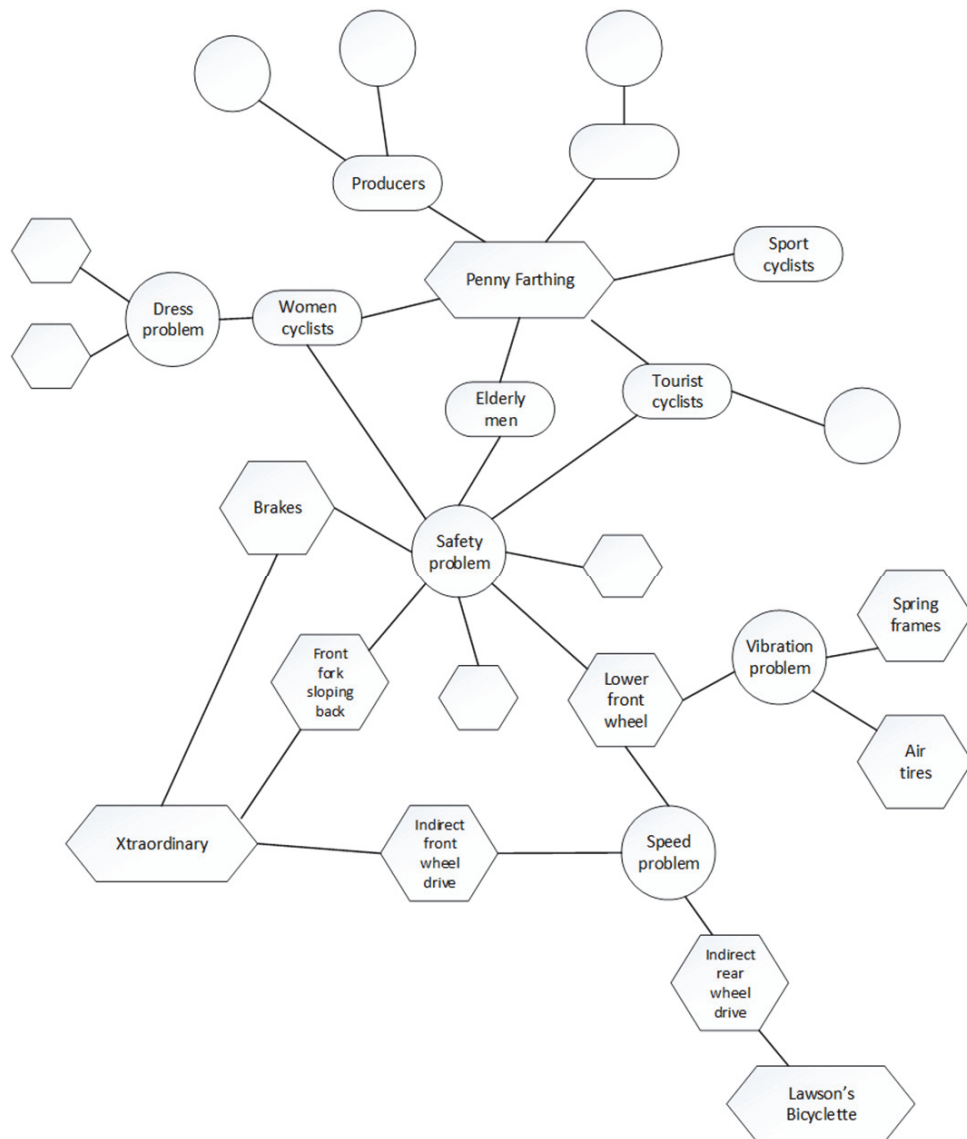 Producers
Penny Farthing
Sport
cyclists
Dress
problem
Women
cyclists
Elderly
men
Tourist
cyclists
Brakes
Safety
problem
Spring
frames
Vibration
problem
Front
fork
sloping
back
Lower
front
wheel
Air
tires
Xtraordinary
Indirect
front
wheel
drive
Speed
problem
Indirect
rear
wheel
drive
Lawson’s
Bicyclette